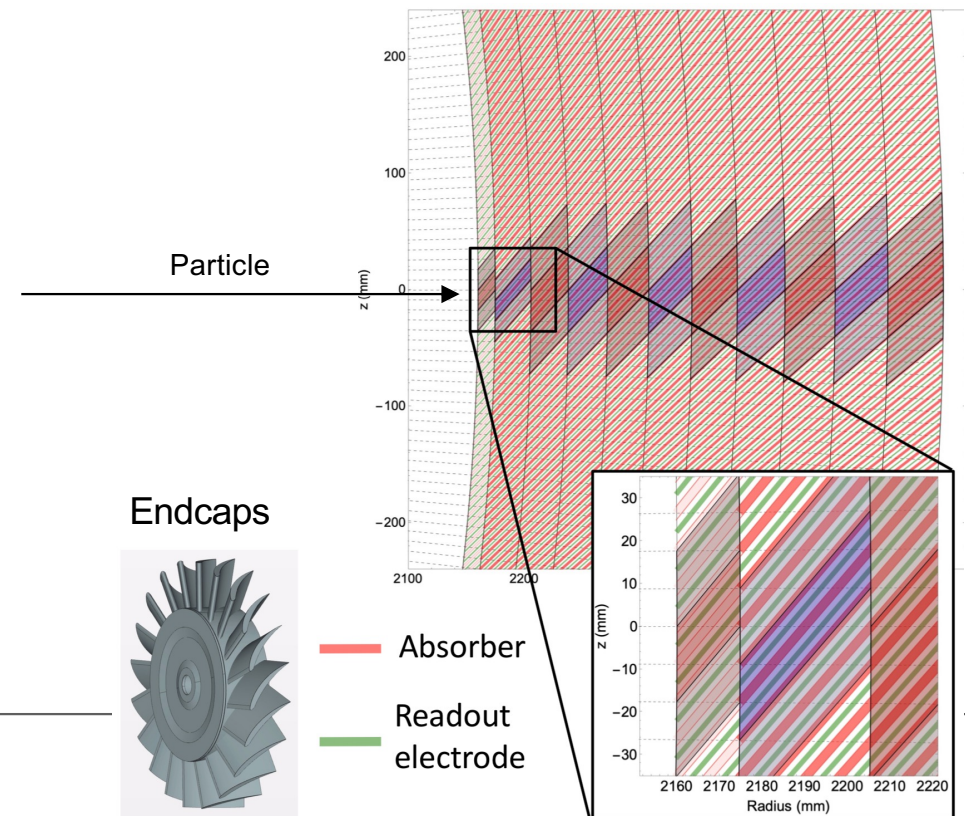 200
100
Particle
z (mm)
0
−100
−200
2100
2200
Endcaps
Absorber
Readout
electrode
30
20
10
z (mm)
0
−10
−20
−30
2160 2170 2180 2190 2200 2210 2220
Radius (mm)